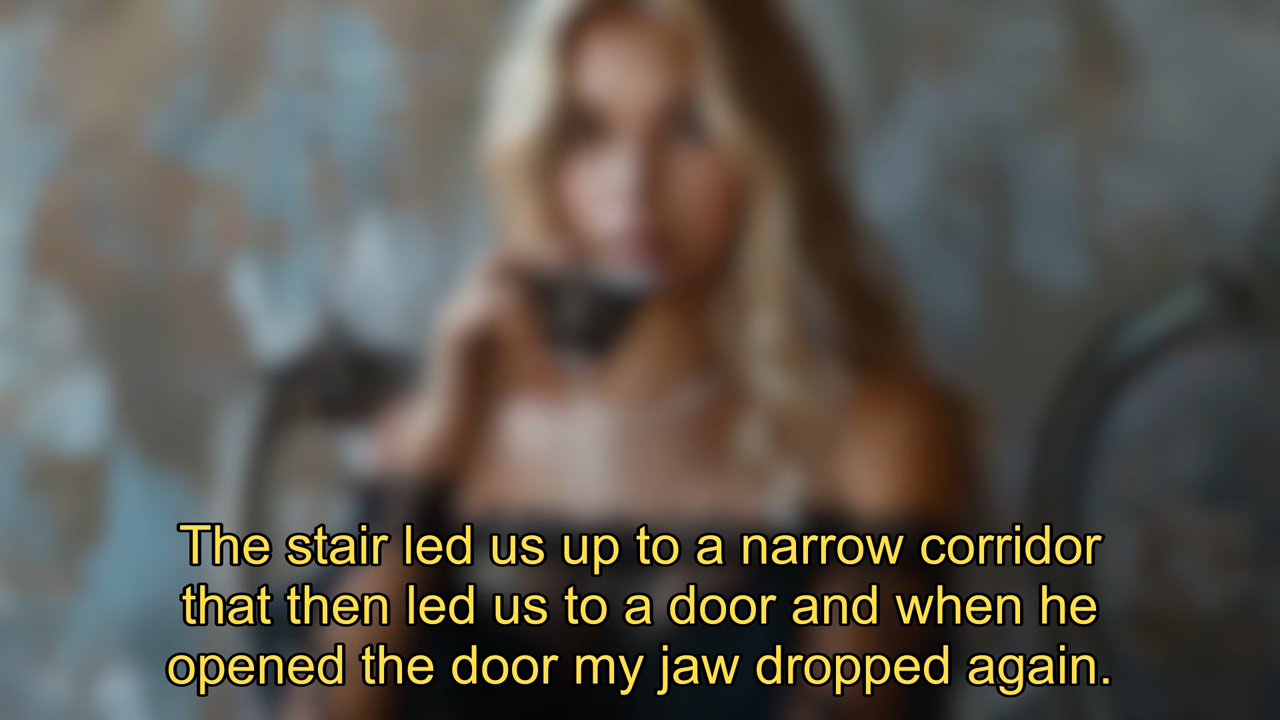 The stair led us up to a narrow corridor
that then led us to a door and when he
opened the door my jaw dropped again.